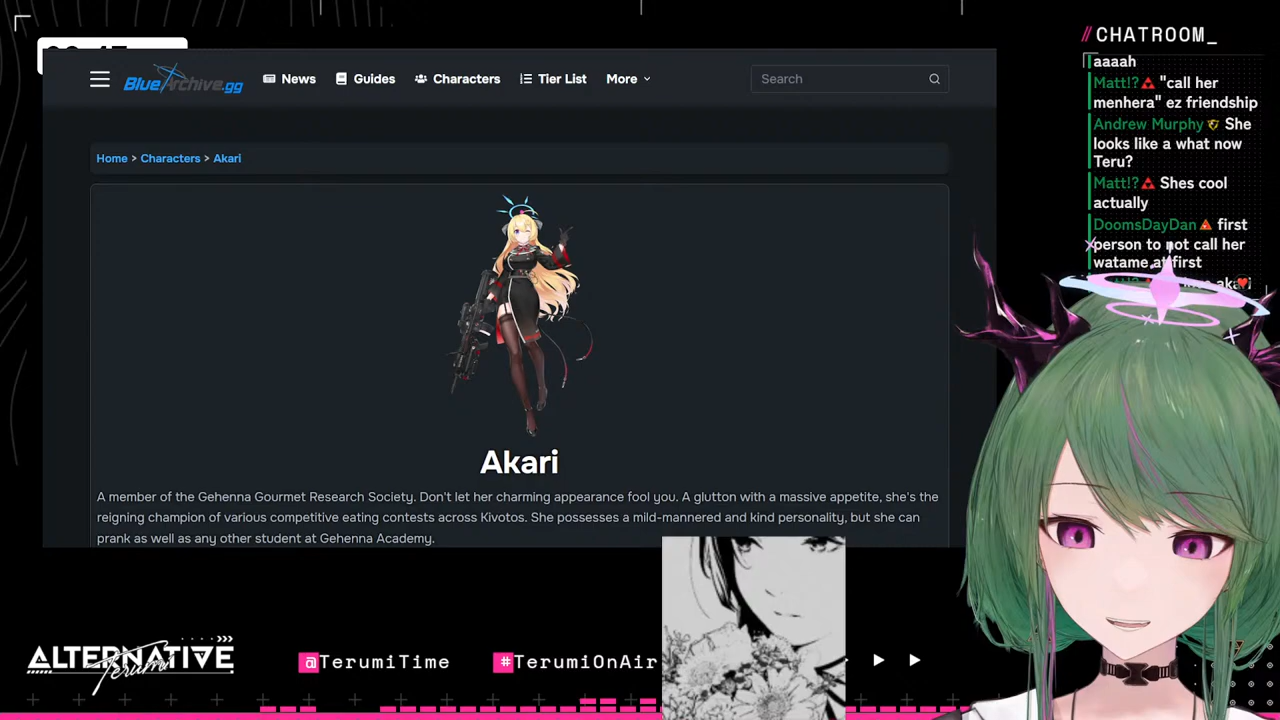 //CHATROOM_
aaaah
Matt!? "call her
menhera" ez friendship
Andrew Murphy She
looks like a what now
Teru?
Matt!? Shes cool
actually
DoomsDayDan first
person to not call her
watame at first
BlueArchive.gg
News
Guides
Characters
Tier List
More
Search
Home > Characters > Akari
Akari
A member of the Gehenna Gourmet Research Society. Don't let her charming appearance fool you. A glutton with a massive appetite, she's the
reigning champion of various competitive eating contests across Kivotos. She possesses a mild-mannered and kind personality, but she can
prank as well as any other student at Gehenna Academy.
ALTERNATIVE
Terumi
@TerumiTime
#TerumiOnAir